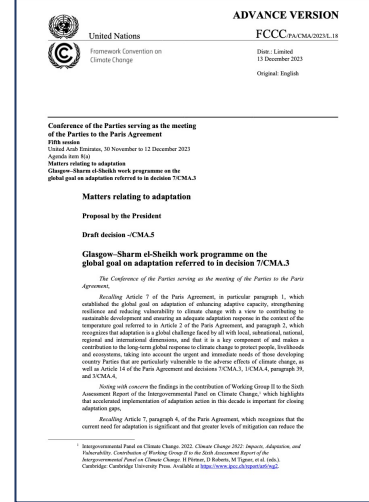 ADVANCE VERSION
United Nations
FCCC/PA/CMA/2023/L.18
Framework Convention on
Climate Change
Distr.: Limited
13 December 2023
Original: English
Conference of the Parties serving as the meeting
of the Parties to the Paris Agreement
Fifth session
United Arab Emirates, 30 November to 12 December 2023
Agenda item 8(a)
Matters relating to adaptation
Glasgow–Sharm el-Sheikh work programme on the
global goal on adaptation referred to in decision 7/CMA.3
Matters relating to adaptation
Proposal by the President
Draft decision -/CMA.5
Glasgow–Sharm el-Sheikh work programme on the
global goal on adaptation referred to in decision 7/CMA.3
The Conference of the Parties serving as the meeting of the Parties to the Paris
Agreement,
Recalling Article 7 of the Paris Agreement, in particular paragraph 1, which
established the global goal on adaptation of enhancing adaptive capacity, strengthening
resilience and reducing vulnerability to climate change with a view to contributing to
sustainable development and ensuring an adequate adaptation response in the context of the
temperature goal referred to in Article 2 of the Paris Agreement, and paragraph 2, which
recognizes that adaptation is a global challenge faced by all with local, subnational, national,
regional and international dimensions, and that it is a key component of and makes a
contribution to the long-term global response to climate change to protect people, livelihoods
and ecosystems, taking into account the urgent and immediate needs of those developing
country Parties that are particularly vulnerable to the adverse effects of climate change, as
well as Article 14 of the Paris Agreement and decisions 7/CMA.3, 1/CMA.4, paragraph 39,
and 3/CMA.4,
Noting with concern the findings in the contribution of Working Group II to the Sixth
Assessment Report of the Intergovernmental Panel on Climate Change,¹ which highlights
that accelerated implementation of adaptation action in this decade is important for closing
adaptation gaps,
Recalling Article 7, paragraph 4, of the Paris Agreement, which recognizes that the
current need for adaptation is significant and that greater levels of mitigation can reduce the
¹ Intergovernmental Panel on Climate Change. 2022. Climate Change 2022: Impacts, Adaptation, and
Vulnerability. Contribution of Working Group II to the Sixth Assessment Report of the
Intergovernmental Panel on Climate Change. H Pörtner, D Roberts, M Tignor, et al. (eds.).
Cambridge: Cambridge University Press. Available at https://www.ipcc.ch/report/ar6/wg2.